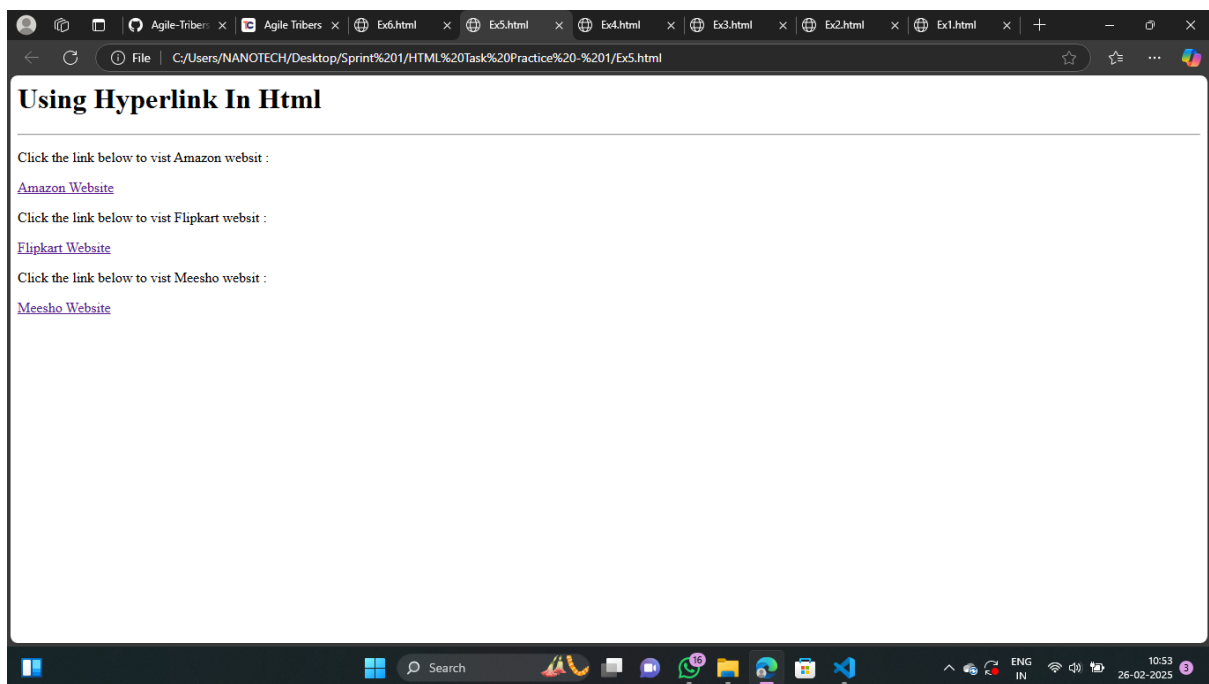 Agile-Tribers
Agile Tribers
Ex6.html
Ex5.html
Ex4.html
Ex3.html
Ex2.html
Ex1.html
File | C:/Users/NANOTECH/Desktop/Sprint%201/HTML%20Task%20Practice%20-%201/Ex5.html
Using Hyperlink In Html
Click the link below to vist Amazon websit :
Amazon Website
Click the link below to vist Flipkart websit :
Flipkart Website
Click the link below to vist Meesho websit :
Meesho Website
Search
16
ENG
IN
10:53
26-02-2025
3